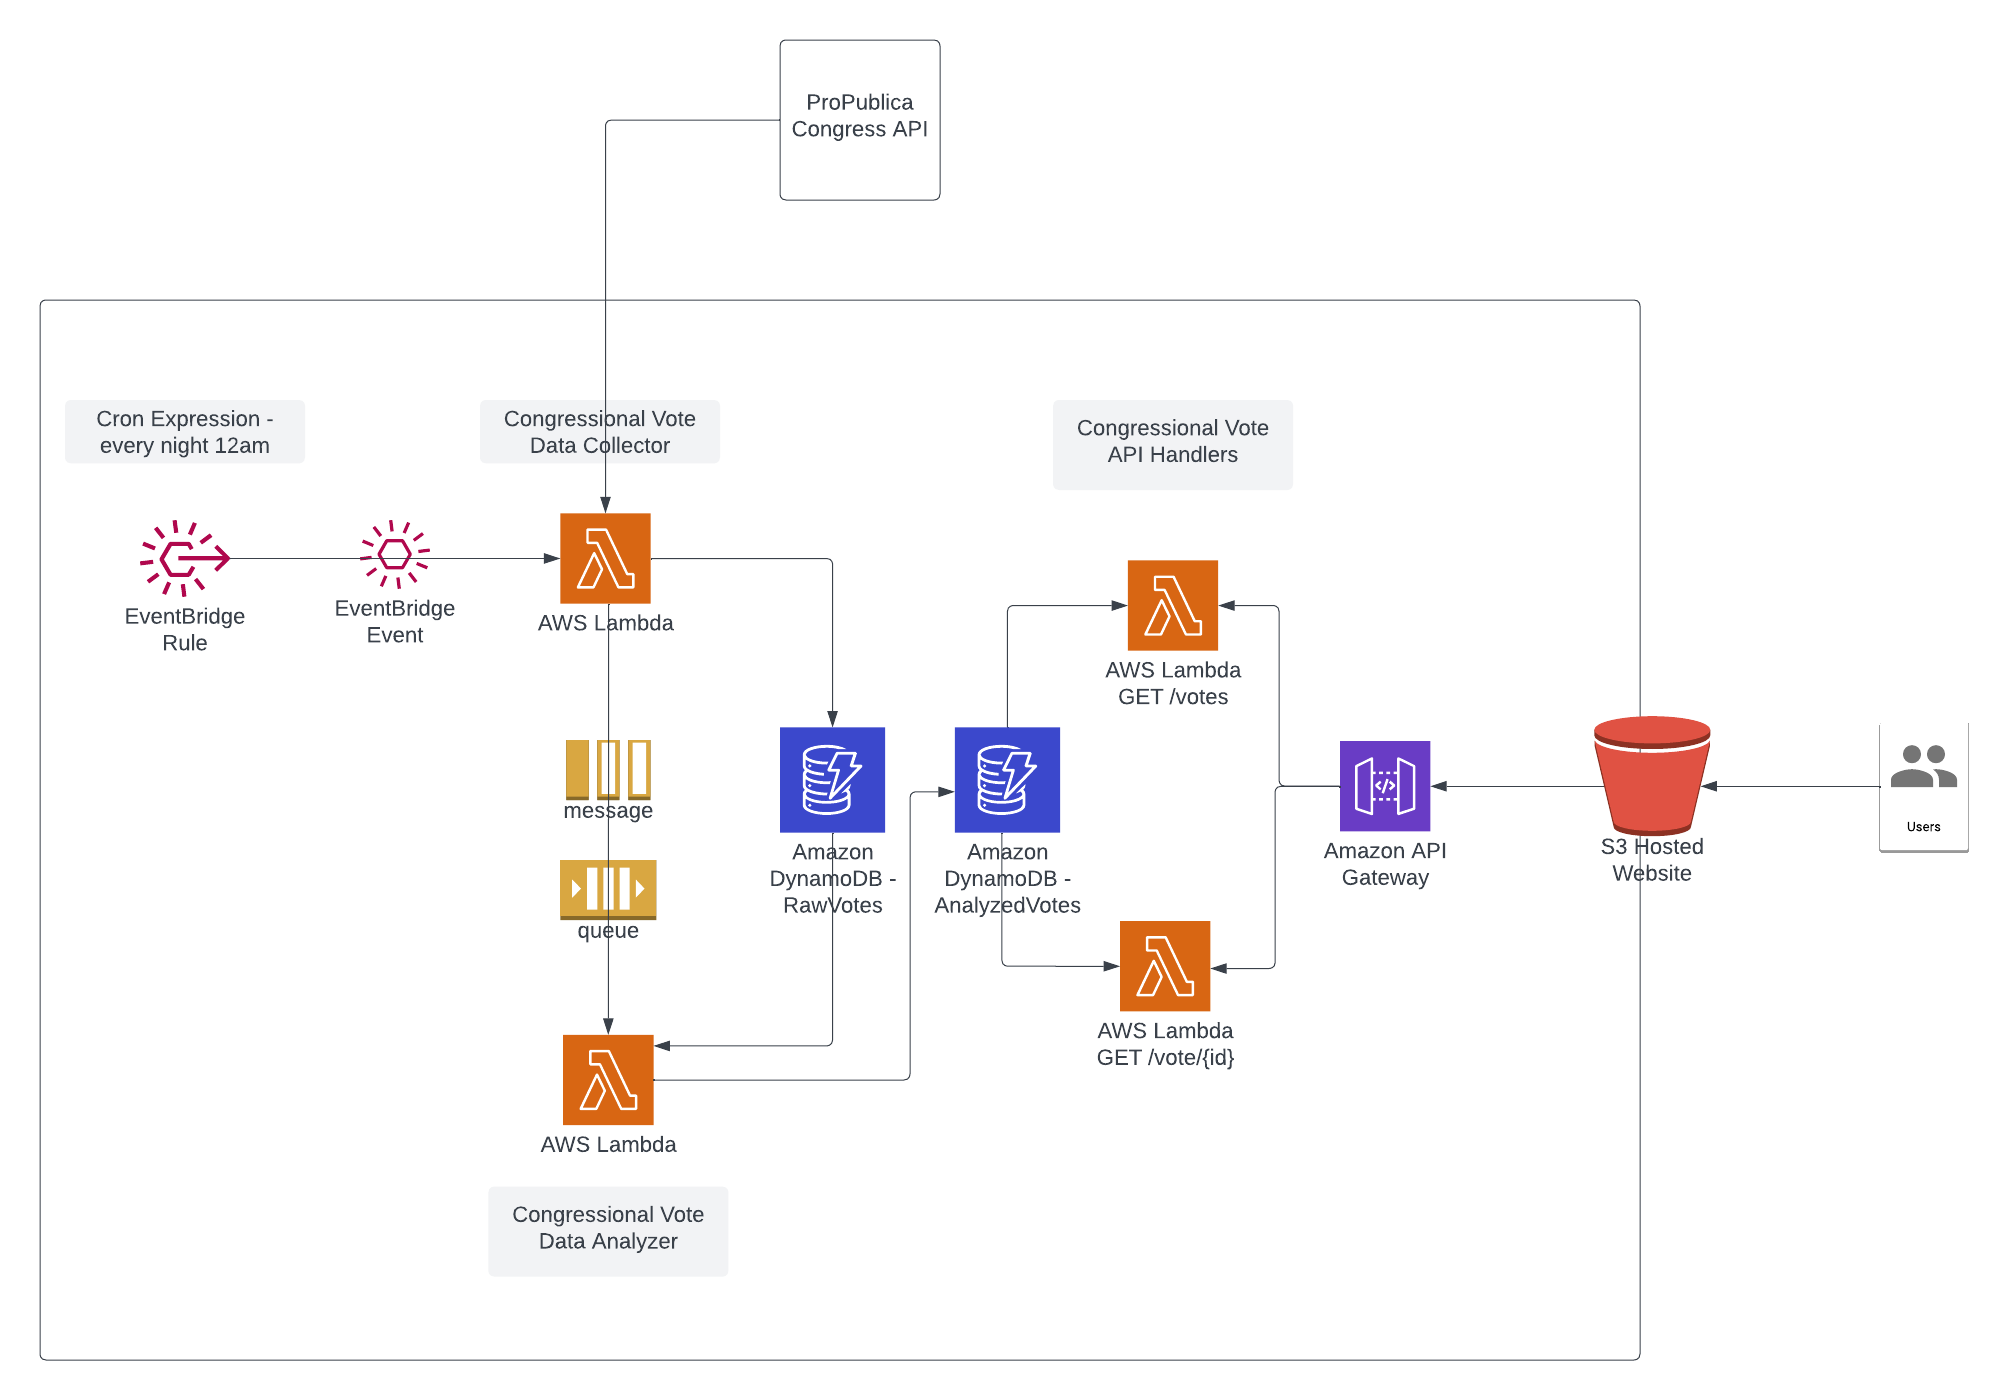 ProPublica
Congress API
Cron Expression -
every night 12am
Congressional Vote
Data Collector
Congressional Vote
API Handlers
EventBridge
Rule
EventBridge
Event
AWS Lambda
AWS Lambda
GET /votes
message
queue
Amazon
DynamoDB -
RawVotes
Amazon
DynamoDB -
AnalyzedVotes
Amazon API
Gateway
S3 Hosted
Website
Users
AWS Lambda
GET /vote/{id}
AWS Lambda
Congressional Vote
Data Analyzer